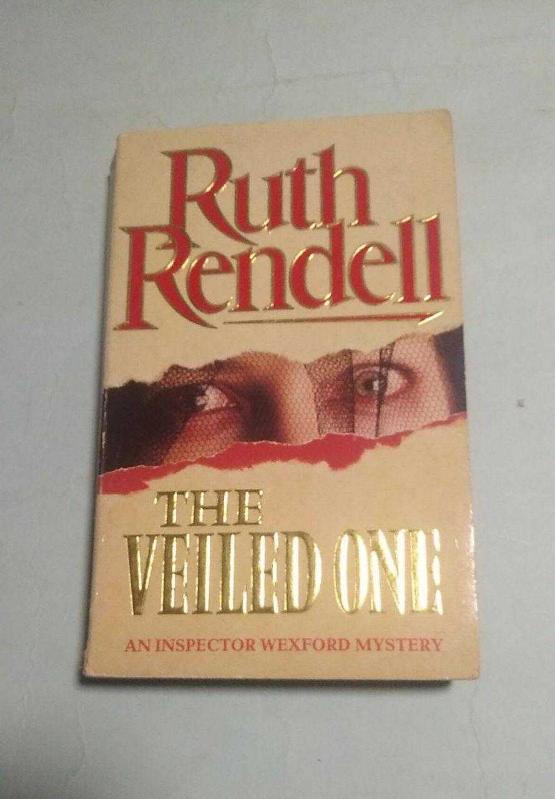 Ruth
Rendell
THE
VEILED ONE
AN INSPECTOR WEXFORD MYSTERY